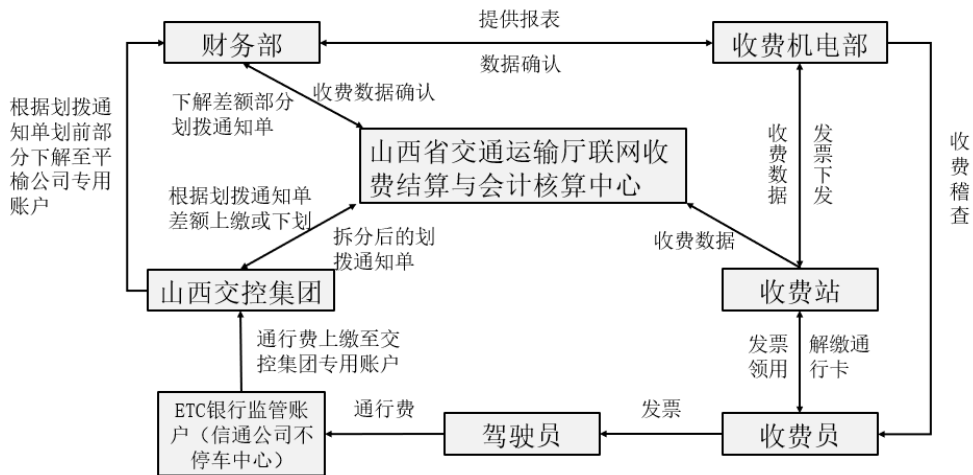 提供报表
财务部
收费机电部
数据确认
根据划拨通
知单划前部
分下解至平
榆公司专用
账户
下解差额部分
划拨通知单
收费数据确认
山西省交通运输厅联网收
费结算与会计核算中心
收费数据
发票下发
收费稽查
根据划拨通知单
差额上缴或下划
拆分后的划
拨通知单
收费数据
山西交控集团
收费站
通行费上缴至交
控集团专用账户
发票
领用
解缴通
行卡
ETC银行监管账
户（信通公司不
停车中心）
通行费
驾驶员
发票
收费员